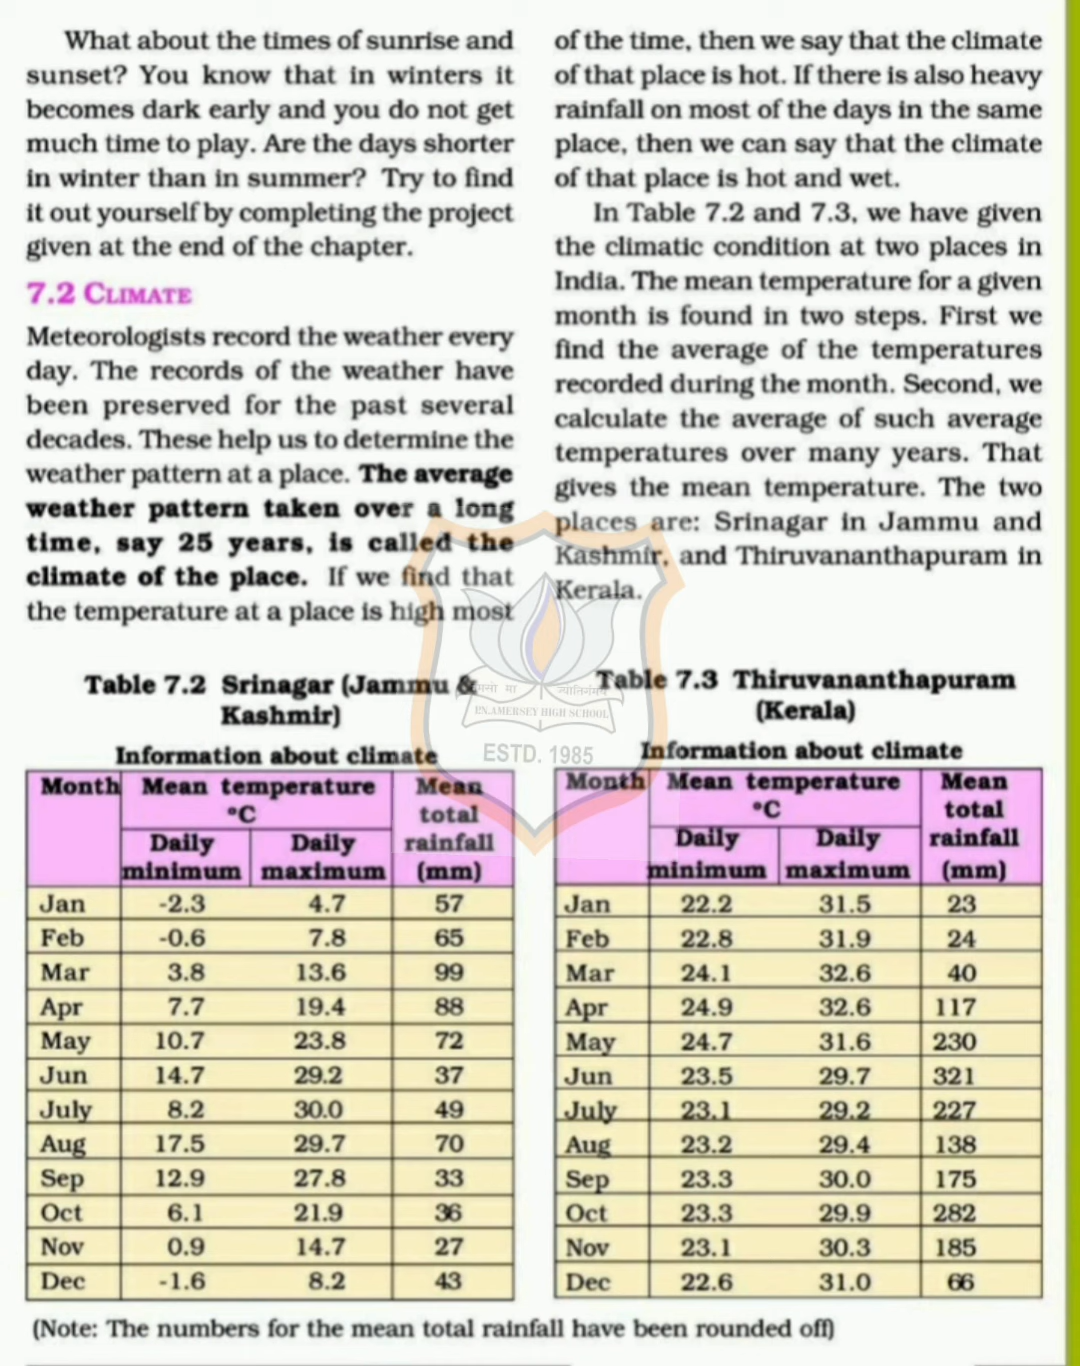 What about the times of sunrise and
sunset? You know that in winters it
becomes dark early and you do not get
much time to play. Are the days shorter
in winter than in summer? Try to find
it out yourself by completing the project
given at the end of the chapter.
7.2 CLIMATE
Meteorologists record the weather every
day. The records of the weather have
been preserved for the past several
decades. These help us to determine the
weather pattern at a place. The average
weather pattern taken over a long
time, say 25 years, is called the
climate of the place. If we find that
the temperature at a place is high most
of the time, then we say that the climate
of that place is hot. If there is also heavy
rainfall on most of the days in the same
place, then we can say that the climate
of that place is hot and wet.
In Table 7.2 and 7.3, we have given
the climatic condition at two places in
India. The mean temperature for a given
month is found in two steps. First we
find the average of the temperatures
recorded during the month. Second, we
calculate the average of such average
temperatures over many years. That
gives the mean temperature. The two
places are: Srinagar in Jammu and
Kashmir, and Thiruvananthapuram in
Kerala.
Table 7.2 Srinagar (Jammu &
Kashmir)
Information about climate
Month Mean temperature Mean
°C total
Daily Daily rainfall
minimum maximum (mm)
Jan -2.3 4.7 57
Feb -0.6 7.8 65
Mar 3.8 13.6 99
Apr 7.7 19.4 88
May 10.7 23.8 72
Jun 14.7 29.2 37
July 8.2 30.0 49
Aug 17.5 29.7 70
Sep 12.9 27.8 33
Oct 6.1 21.9 36
Nov 0.9 14.7 27
Dec -1.6 8.2 43
Table 7.3 Thiruvananthapuram
(Kerala)
Information about climate
Month Mean temperature Mean
°C total
Daily Daily rainfall
minimum maximum (mm)
Jan 22.2 31.5 23
Feb 22.8 31.9 24
Mar 24.1 32.6 40
Apr 24.9 32.6 117
May 24.7 31.6 230
Jun 23.5 29.7 321
July 23.1 29.2 227
Aug 23.2 29.4 138
Sep 23.3 30.0 175
Oct 23.3 29.9 282
Nov 23.1 30.3 185
Dec 22.6 31.0 66
(Note: The numbers for the mean total rainfall have been rounded off)
P.N.AMERSEY HIGH SCHOOL
ESTD. 1985